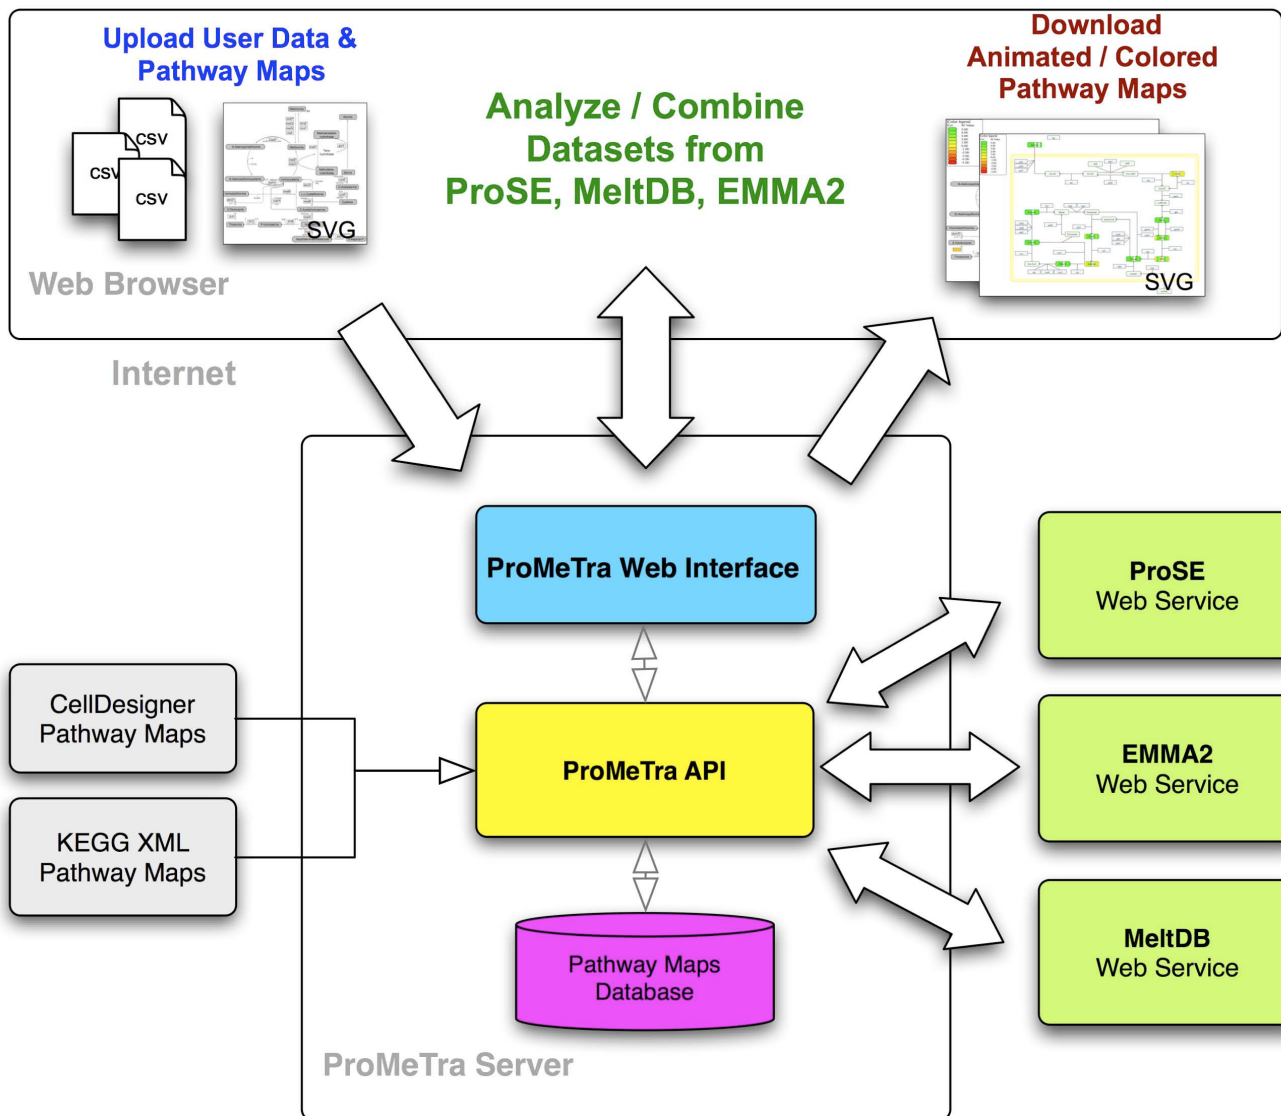 Upload User Data &
Pathway Maps
CSV
CSV
CSV
SVG
Analyze / Combine
Datasets from
ProSE, MeltDB, EMMA2
Download
Animated / Colored
Pathway Maps
SVG
Web Browser
Internet
ProMeTra Web Interface
ProSE
Web Service
CellDesigner
Pathway Maps
ProMeTra API
EMMA2
Web Service
KEGG XML
Pathway Maps
Pathway Maps
Database
MeltDB
Web Service
ProMeTra Server